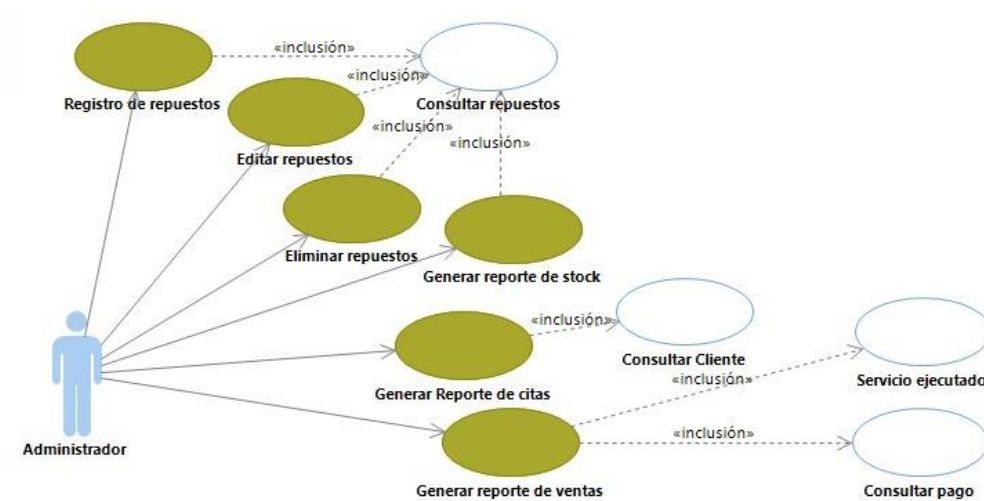 «inclusión»
Registro de repuestos
Consultar repuestos
«inclusión»
«inclusión»
«inclusión»
Editar repuestos
Eliminar repuestos
Generar reporte de stock
«inclusión»
Consultar Cliente
«inclusión»
Servicio ejecutado
Generar Reporte de citas
Administrador
«inclusión»
Generar reporte de ventas
Consultar pago